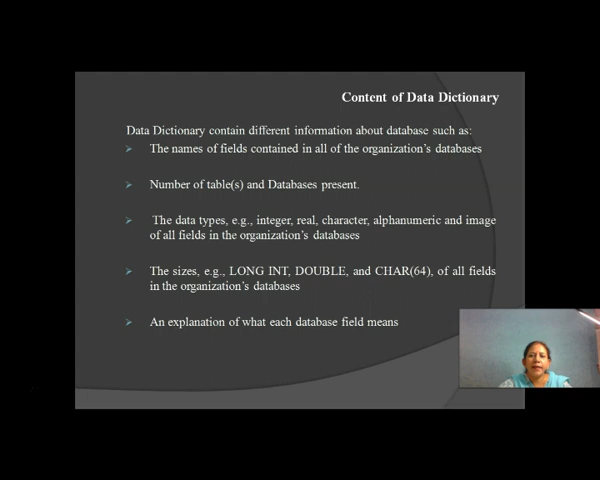 Content of Data Dictionary
Data Dictionary contain different information about database such as:
The names of fields contained in all of the organization's databases
Number of table(s) and Databases present.
The data types, e.g., integer, real, character, alphanumeric and image
of all fields in the organization's databases
The sizes, e.g., LONG INT, DOUBLE, and CHAR(64), of all fields
in the organization's databases
An explanation of what each database field means